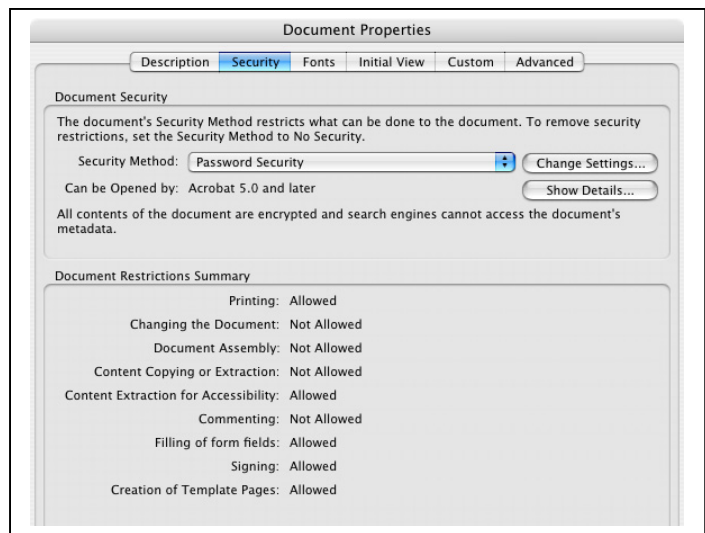 Document Properties
Description Security Fonts Initial View Custom Advanced
Document Security
The document's Security Method restricts what can be done to the document. To remove security
restrictions, set the Security Method to No Security.
Security Method: Password Security Change Settings...
Can be Opened by: Acrobat 5.0 and later Show Details...
All contents of the document are encrypted and search engines cannot access the document's
metadata.
Document Restrictions Summary
Printing: Allowed
Changing the Document: Not Allowed
Document Assembly: Not Allowed
Content Copying or Extraction: Not Allowed
Content Extraction for Accessibility: Allowed
Commenting: Not Allowed
Filling of form fields: Allowed
Signing: Allowed
Creation of Template Pages: Allowed